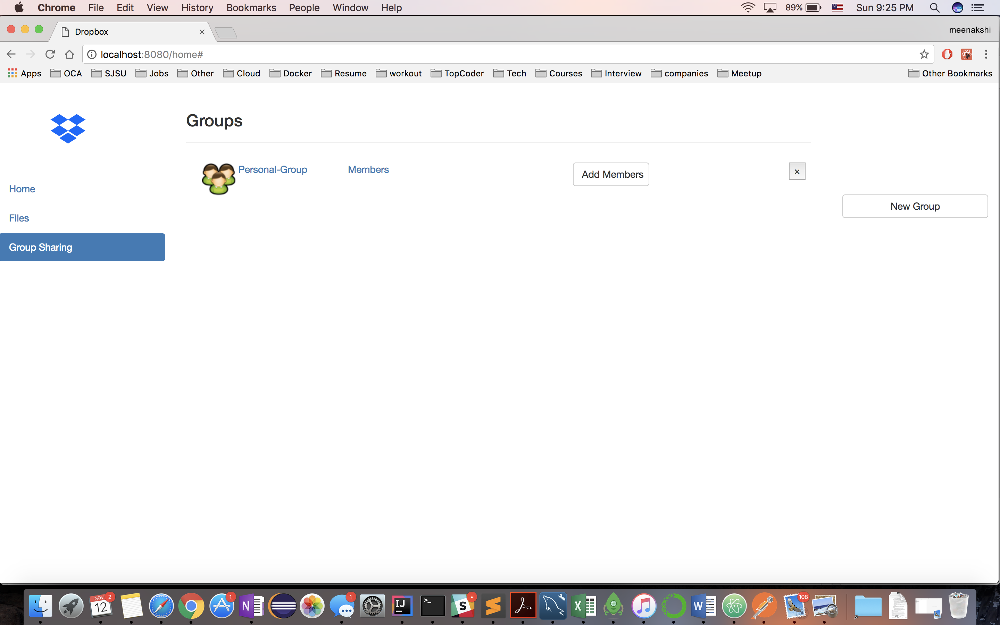 Chrome File Edit View History Bookmarks People Window Help 89% Sun 9:25 PM
Dropbox meenakshi
localhost:8080/home#
Apps OCA SJSU Jobs Other Cloud Docker Resume workout TopCoder Tech Courses Interview companies Meetup Other Bookmarks
Groups
Personal-Group Members Add Members ×
Home
New Group
Files
Group Sharing
NOV 2 1 1 108
12 N IJ >_ S X W
PDF